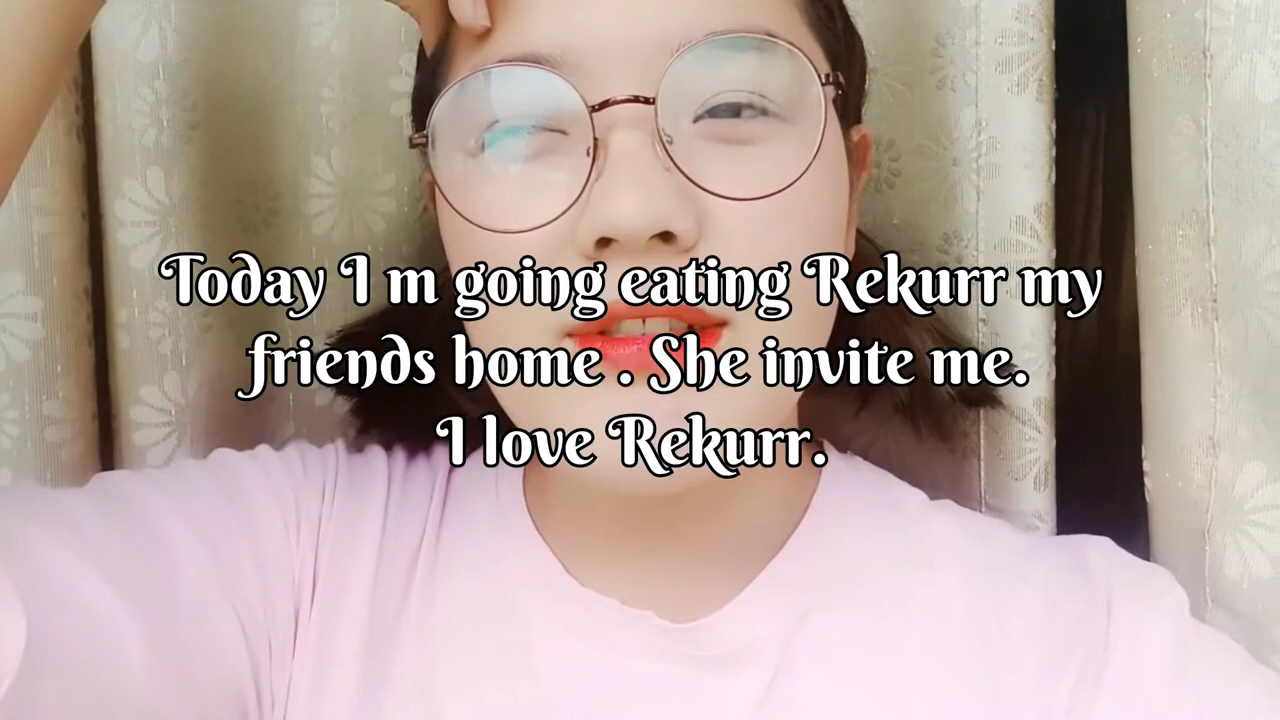 Today I m going eating Rekurr my
friends home . She invite me.
I love Rekurr.